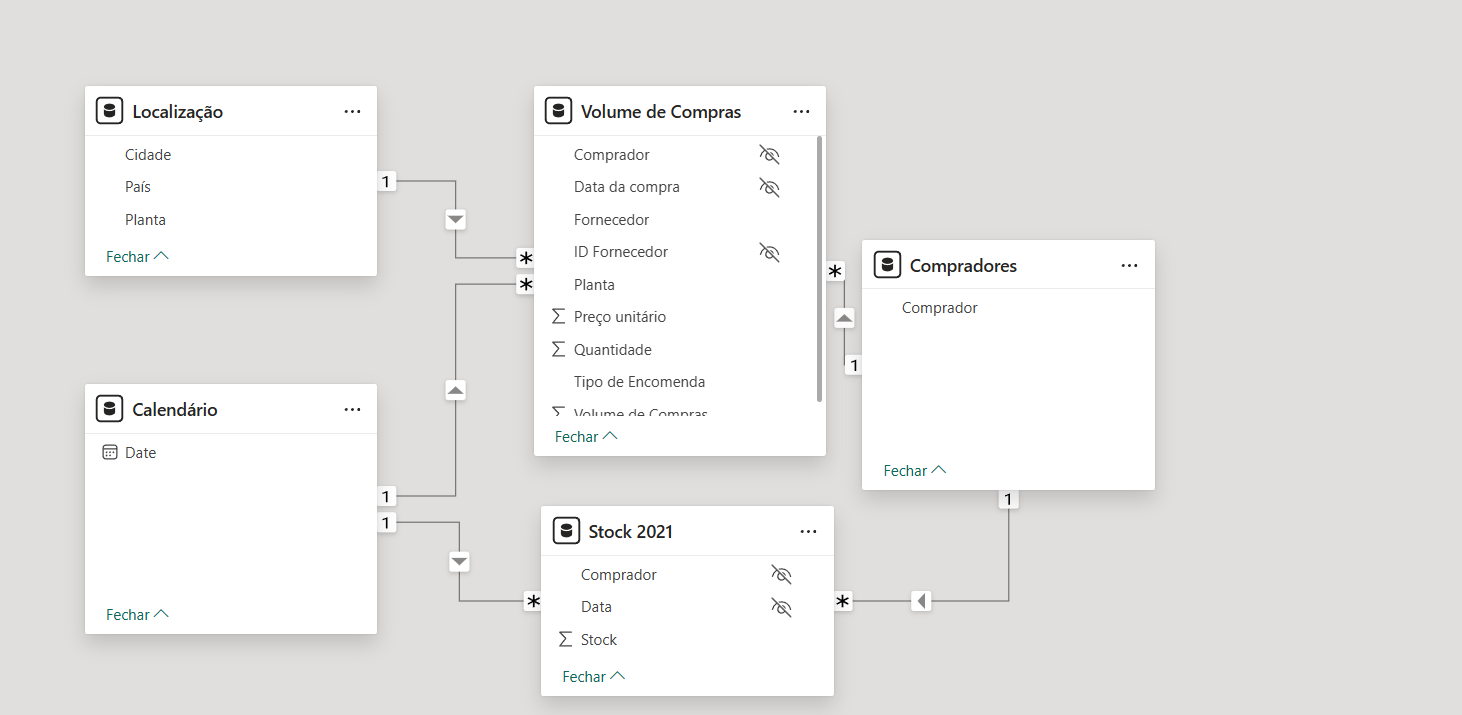 Localização
Cidade
País
Planta
Fechar
1
*
Volume de Compras
Comprador
Data da compra
Fornecedor
ID Fornecedor
Planta
Preço unitário
Quantidade
Tipo de Encomenda
Volume de Compras
Fechar
*
*
1
Compradores
Comprador
Fechar
1
Calendário
Date
Fechar
1
1
*
Stock 2021
Comprador
Data
Stock
Fechar
*